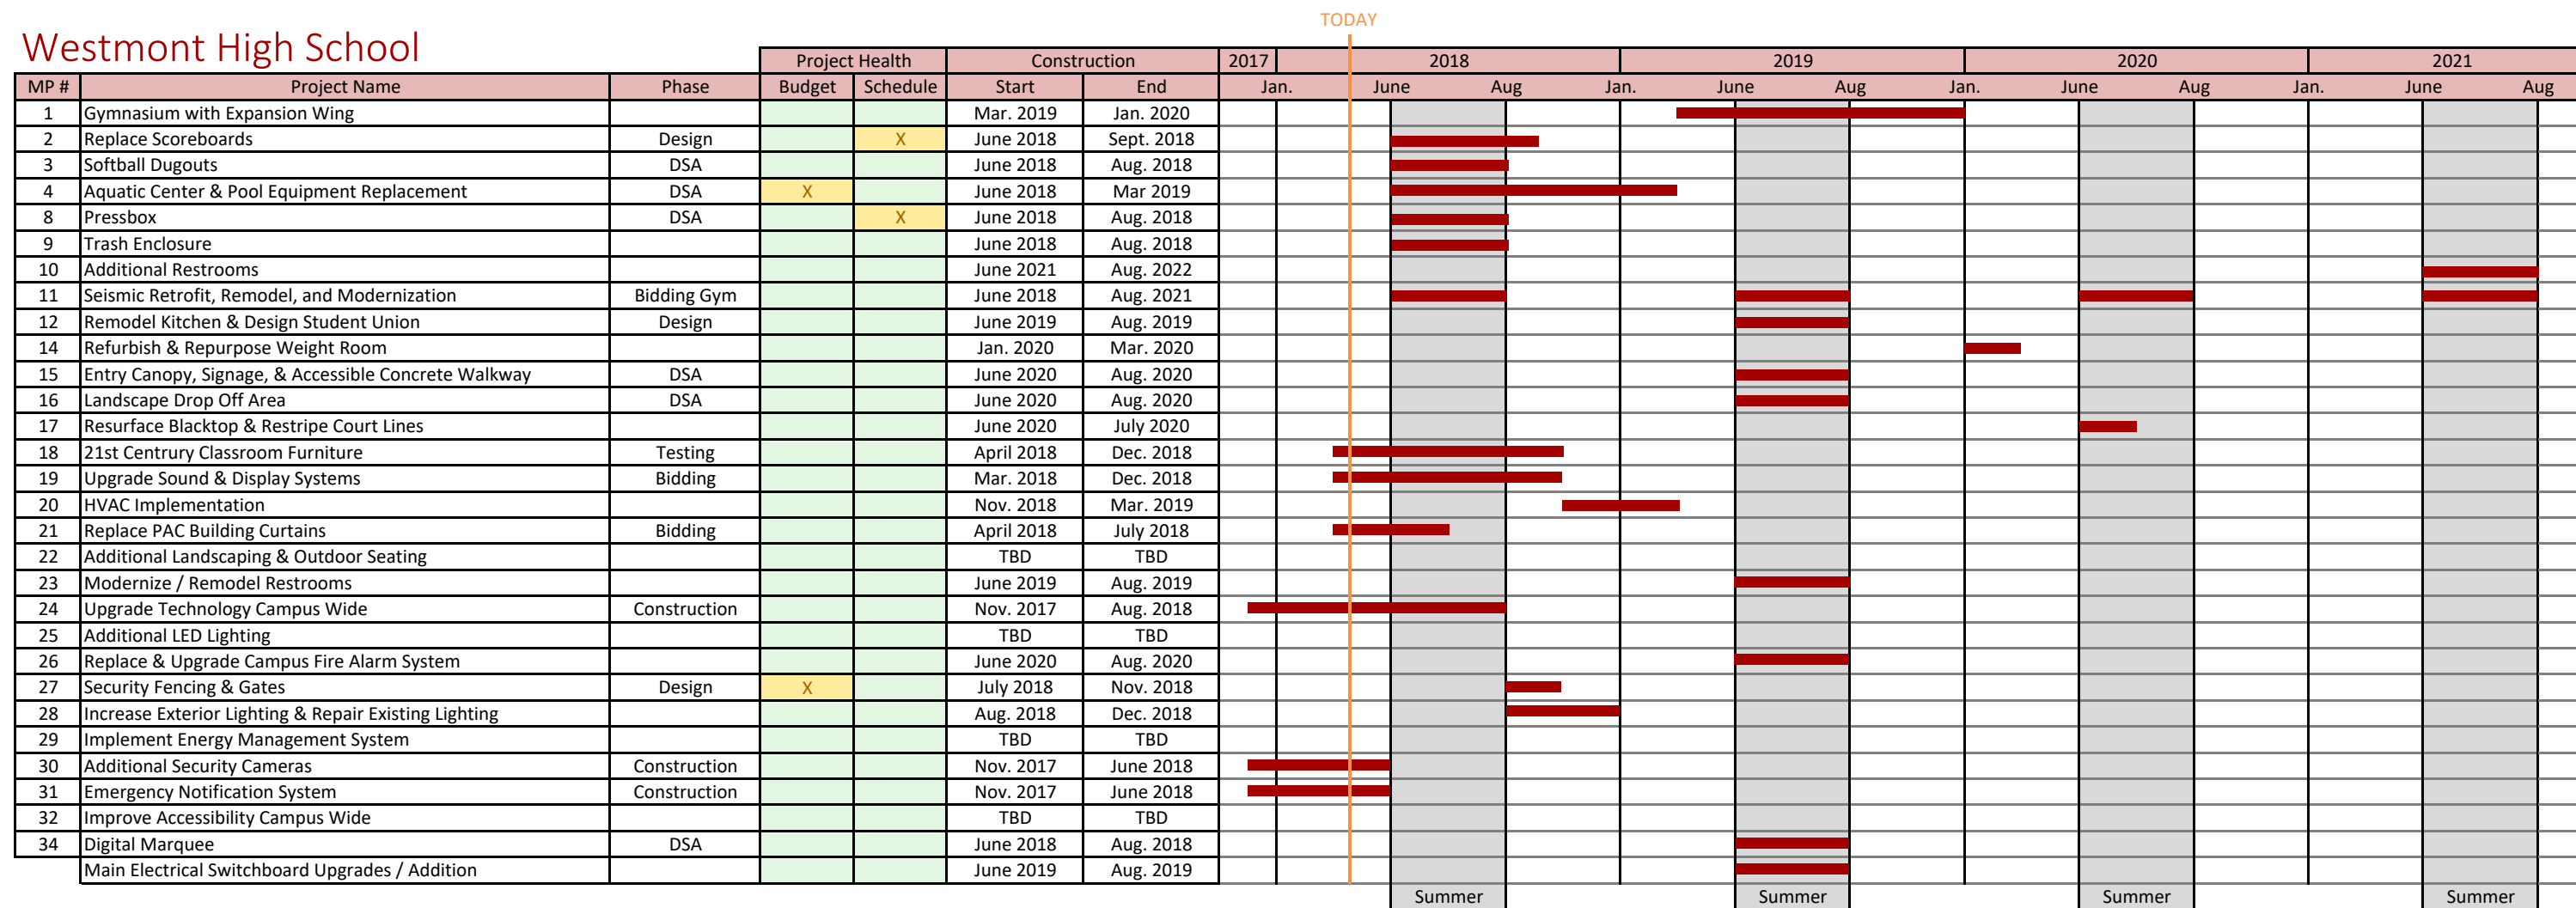 TODAY
Westmont High School
Project Health Construction 2017 2018 2019 2020 2021
MP # Project Name Phase Budget Schedule Start End Jan. June Aug Jan. June Aug Jan. June Aug Jan. June Aug
1 Gymnasium with Expansion Wing Mar. 2019 Jan. 2020
2 Replace Scoreboards Design X June 2018 Sept. 2018
3 Softball Dugouts DSA June 2018 Aug. 2018
4 Aquatic Center & Pool Equipment Replacement DSA X June 2018 Mar 2019
8 Pressbox DSA X June 2018 Aug. 2018
9 Trash Enclosure June 2018 Aug. 2018
10 Additional Restrooms June 2021 Aug. 2022
11 Seismic Retrofit, Remodel, and Modernization Bidding Gym June 2018 Aug. 2021
12 Remodel Kitchen & Design Student Union Design June 2019 Aug. 2019
14 Refurbish & Repurpose Weight Room Jan. 2020 Mar. 2020
15 Entry Canopy, Signage, & Accessible Concrete Walkway DSA June 2020 Aug. 2020
16 Landscape Drop Off Area DSA June 2020 Aug. 2020
17 Resurface Blacktop & Restripe Court Lines June 2020 July 2020
18 21st Centrury Classroom Furniture Testing April 2018 Dec. 2018
19 Upgrade Sound & Display Systems Bidding Mar. 2018 Dec. 2018
20 HVAC Implementation Nov. 2018 Mar. 2019
21 Replace PAC Building Curtains Bidding April 2018 July 2018
22 Additional Landscaping & Outdoor Seating TBD TBD
23 Modernize / Remodel Restrooms June 2019 Aug. 2019
24 Upgrade Technology Campus Wide Construction Nov. 2017 Aug. 2018
25 Additional LED Lighting TBD TBD
26 Replace & Upgrade Campus Fire Alarm System June 2020 Aug. 2020
27 Security Fencing & Gates Design X July 2018 Nov. 2018
28 Increase Exterior Lighting & Repair Existing Lighting Aug. 2018 Dec. 2018
29 Implement Energy Management System TBD TBD
30 Additional Security Cameras Construction Nov. 2017 June 2018
31 Emergency Notification System Construction Nov. 2017 June 2018
32 Improve Accessibility Campus Wide TBD TBD
34 Digital Marquee DSA June 2018 Aug. 2018
Main Electrical Switchboard Upgrades / Addition June 2019 Aug. 2019
Summer Summer Summer Summer